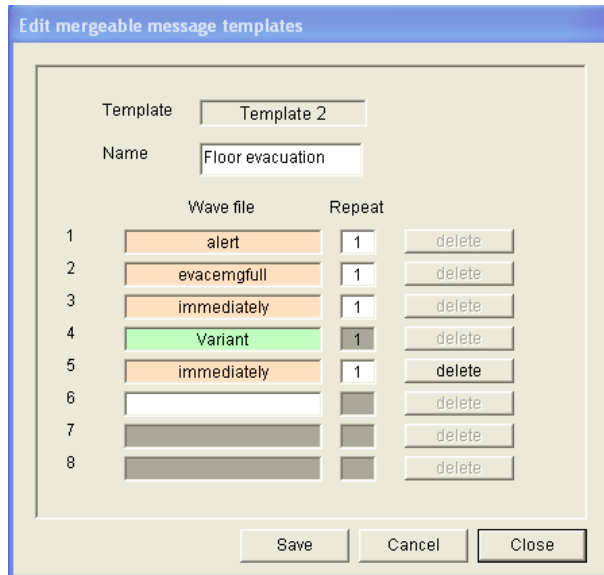 Edit mergeable message templates
Template Template 2
Name Floor evacuation
Wave file Repeat
1 alert 1 delete
2 evacemgfull 1 delete
3 immediately 1 delete
4 Variant 1 delete
5 immediately 1 delete
6 delete
7 delete
8 delete
Save Cancel Close